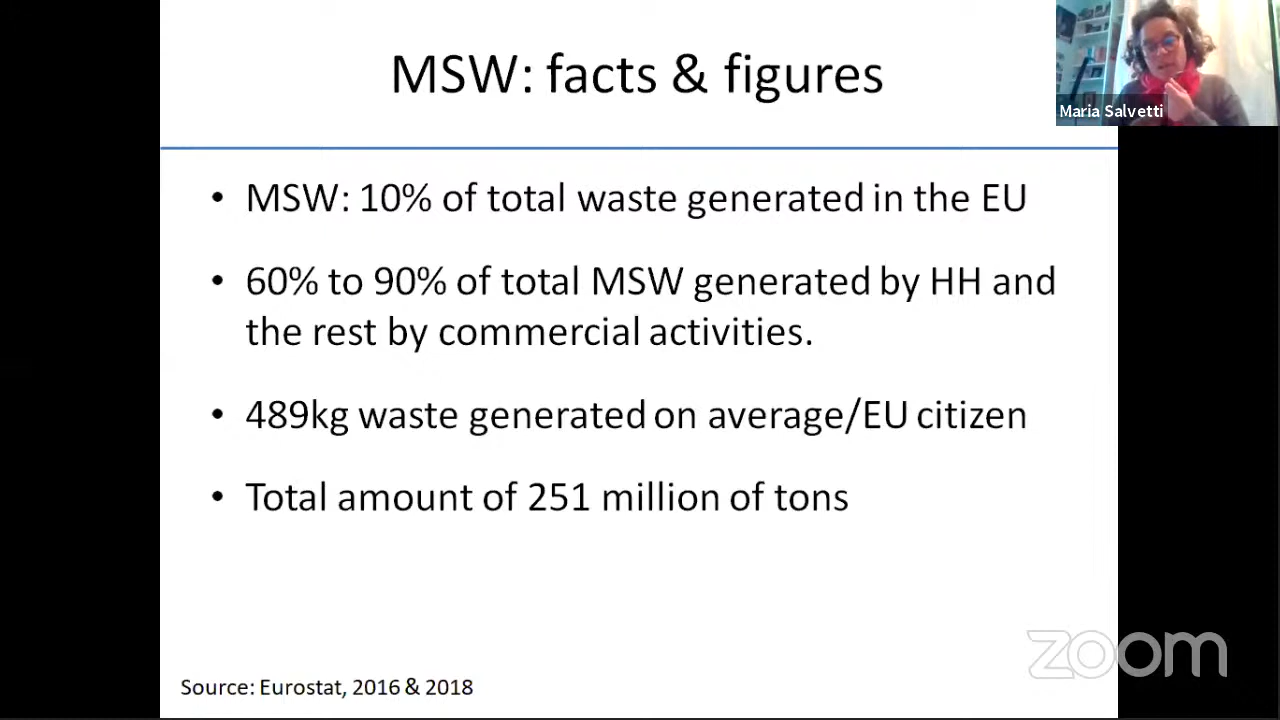 MSW: facts & figures
Maria Salvetti
• MSW: 10% of total waste generated in the EU
• 60% to 90% of total MSW generated by HH and
the rest by commercial activities.
• 489kg waste generated on average/EU citizen
• Total amount of 251 million of tons
zoom
Source: Eurostat, 2016 & 2018